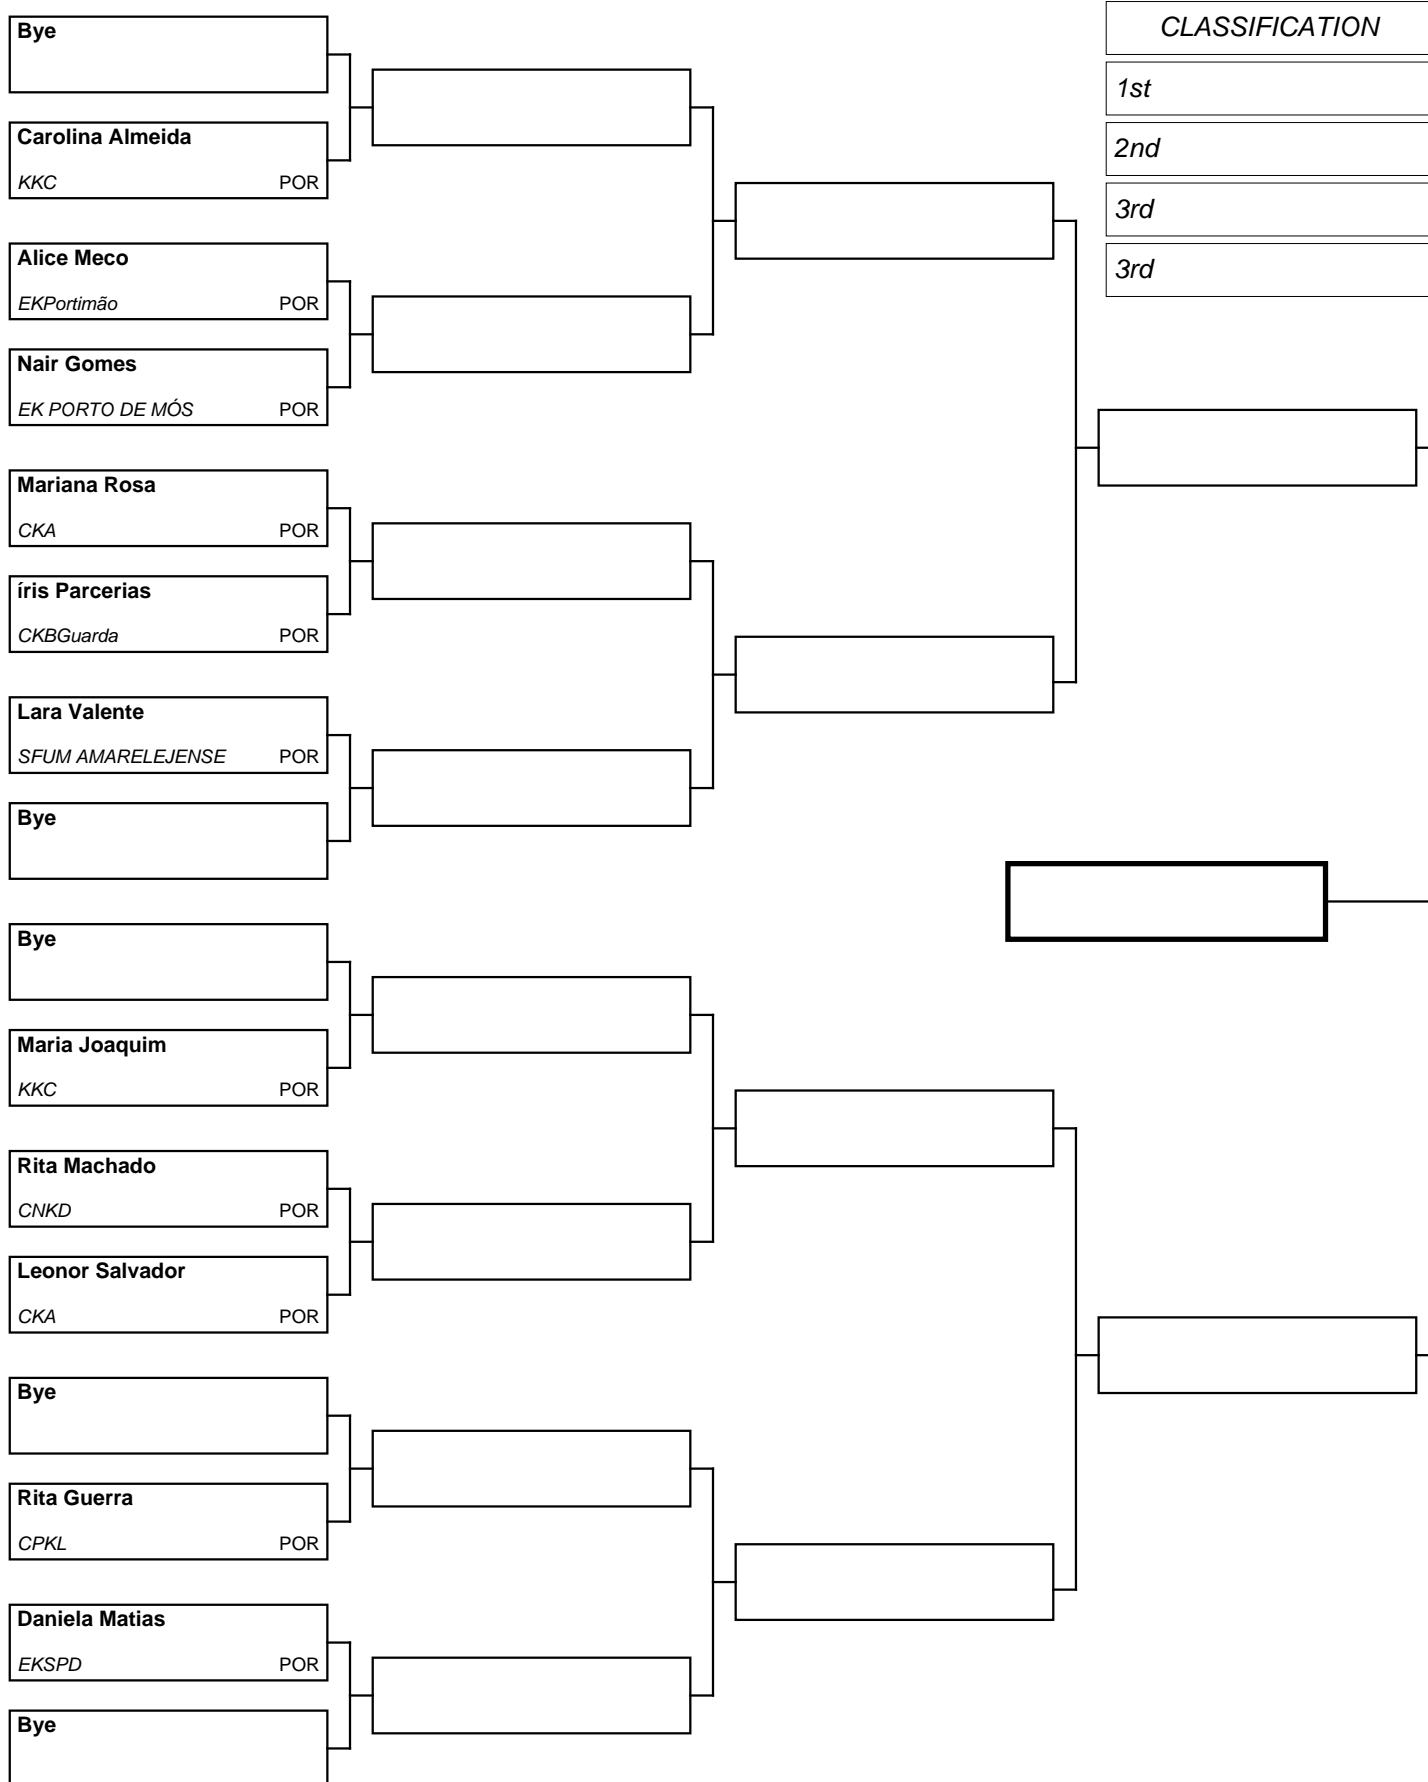 Bye
Carolina Almeida
KKC POR
Alice Meco
EKPortimão POR
Nair Gomes
EK PORTO DE MÓS POR
Mariana Rosa
CKA POR
íris Parcerias
CKBGuarda POR
Lara Valente
SFUM AMARELEJENSE POR
Bye
Bye
Maria Joaquim
KKC POR
Rita Machado
CNKD POR
Leonor Salvador
CKA POR
Bye
Rita Guerra
CPKL POR
Daniela Matias
EKSPD POR
Bye
CLASSIFICATION
1st
2nd
3rd
3rd